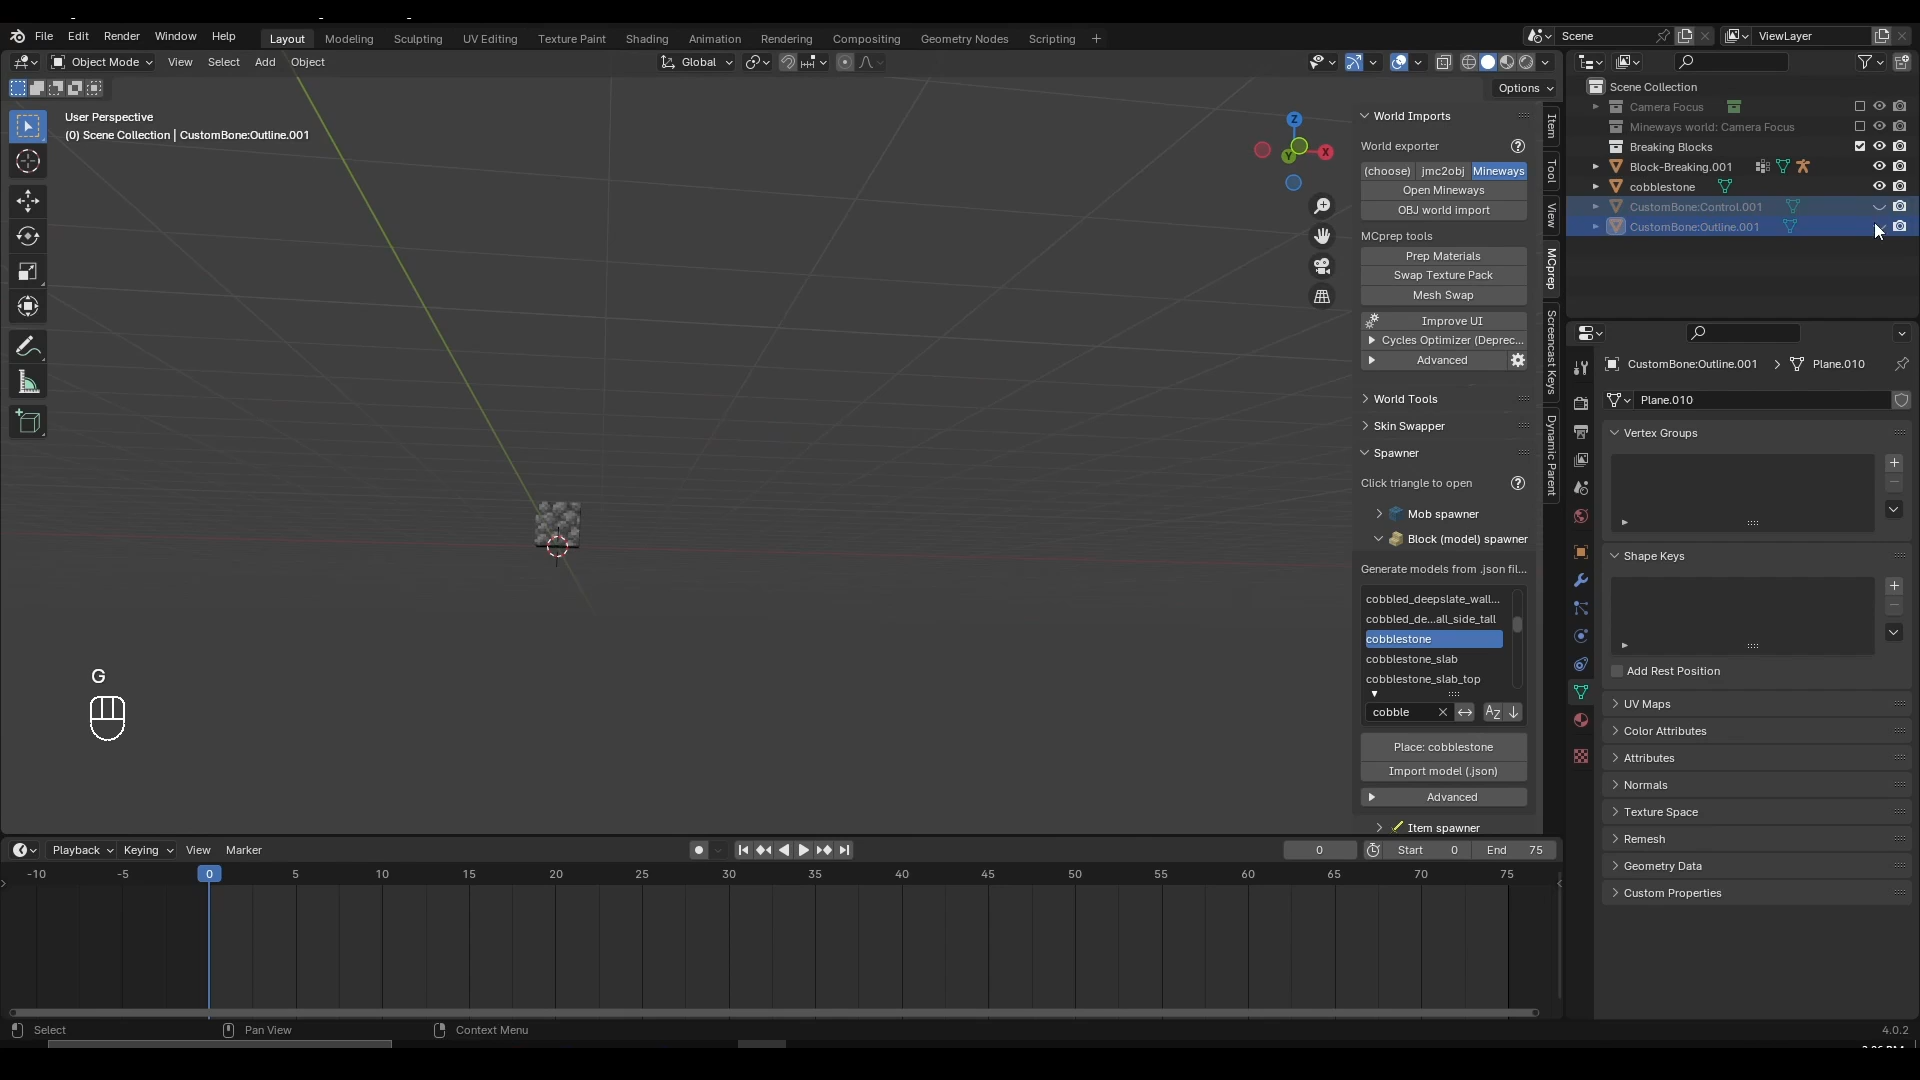 File Edit Render Window Help Layout Modeling Sculpting UV Editing Texture Paint Shading Animation Rendering Compositing Geometry Nodes Scripting + Scene ViewLayer
Object Mode View Select Add Object Global
Options
User Perspective
(0) Scene Collection | CustomBone:Outline.001
Z
X
Y
G
World Imports
World exporter ?
(choose) jmc2obj Mineways
Open Mineways
OBJ world import
MCprep tools
Prep Materials
Swap Texture Pack
Mesh Swap
Improve UI
Cycles Optimizer (Deprec...
Advanced
World Tools
Skin Swapper
Spawner
Click triangle to open ?
Mob spawner
Block (model) spawner
Generate models from .json fil...
cobbled_deepslate_wall...
cobbled_de...all_side_tall
cobblestone
cobblestone_slab
cobblestone_slab_top
cobble
Place: cobblestone
Import model (.json)
Advanced
Item spawner
Item
Tool
View
MCprep
Screencast Keys
Dynamic Parent
Scene Collection
Camera Focus
Mineways world: Camera Focus
Breaking Blocks
Block-Breaking.001
cobblestone
CustomBone:Control.001
CustomBone:Outline.001
CustomBone:Outline.001 > Plane.010
Plane.010
Vertex Groups
Shape Keys
Add Rest Position
UV Maps
Color Attributes
Attributes
Normals
Texture Space
Remesh
Geometry Data
Custom Properties
Playback Keying View Marker 0 Start 0 End 75
-10 -5 0 5 10 15 20 25 30 35 40 45 50 55 60 65 70 75
Select Pan View Context Menu 4.0.2